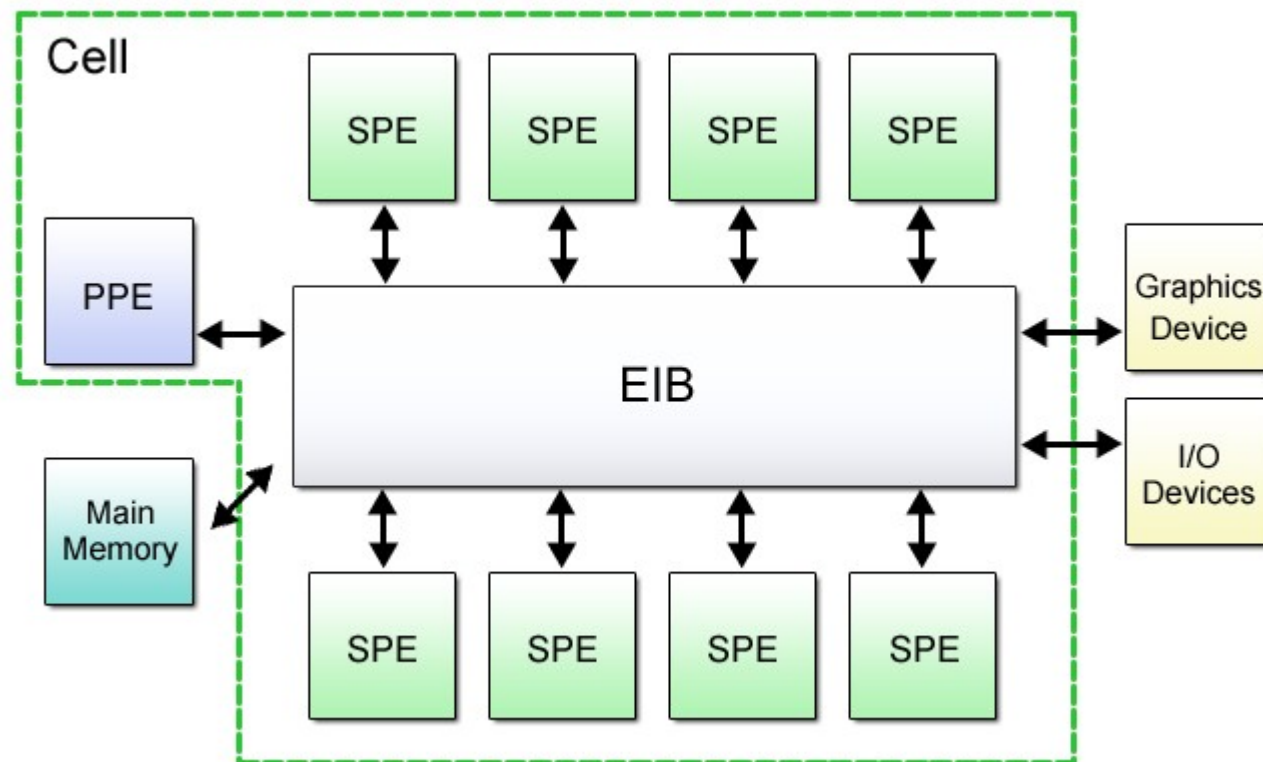 Cell
SPE
SPE
SPE
SPE
PPE
EIB
Graphics
Device
Main
Memory
I/O
Devices
SPE
SPE
SPE
SPE